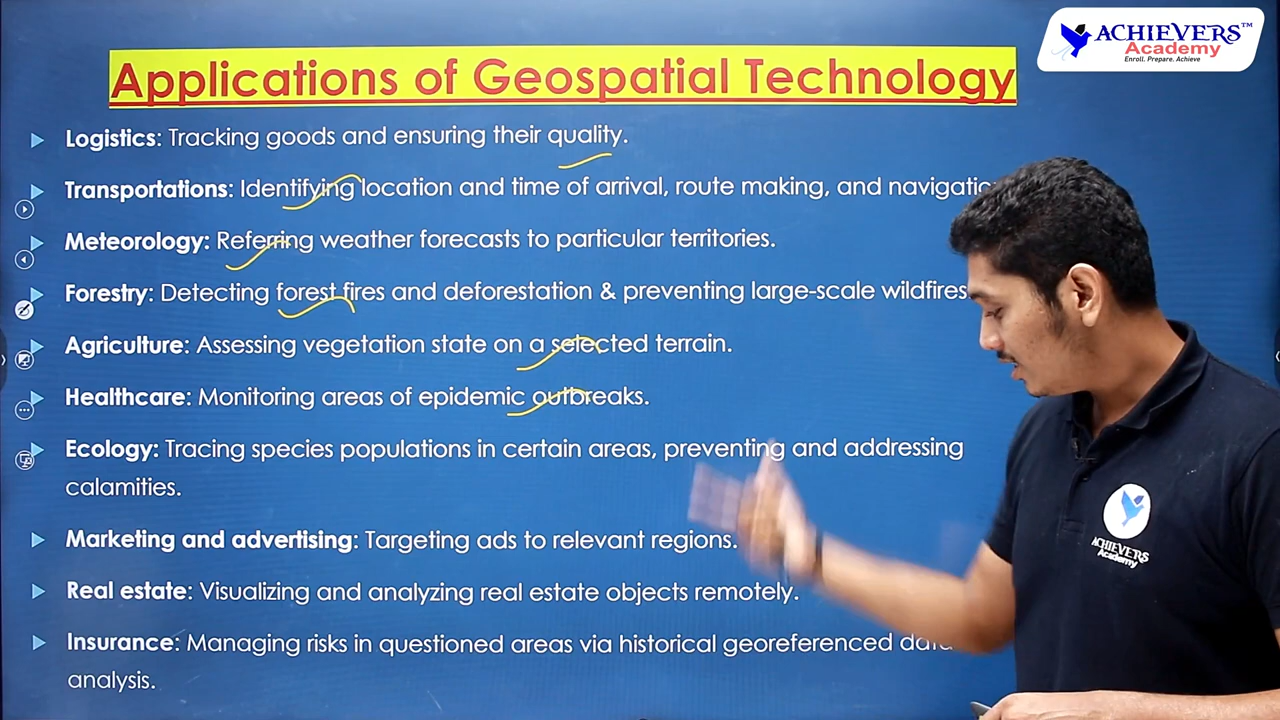 ACHIEVERS™
Academy
Enroll. Prepare. Achieve
Applications of Geospatial Technology
Logistics: Tracking goods and ensuring their quality.
Transportations: Identifying location and time of arrival, route making, and
Meteorology: Referring weather forecasts to particular territories.
Forestry: Detecting forest fires and deforestation & preventing large-scale wildfires
Agriculture: Assessing vegetation state on a selected terrain.
Healthcare: Monitoring areas of epidemic outbreaks.
Ecology: Tracing species populations in certain areas, preventing and addressing
calamities.
Marketing and advertising: Targeting ads to relevant regions.
Real estate: Visualizing and analyzing real estate objects remotely.
Insurance: Managing risks in questioned areas via historical georeferenced data
analysis.
ACHIEVERS
Academy